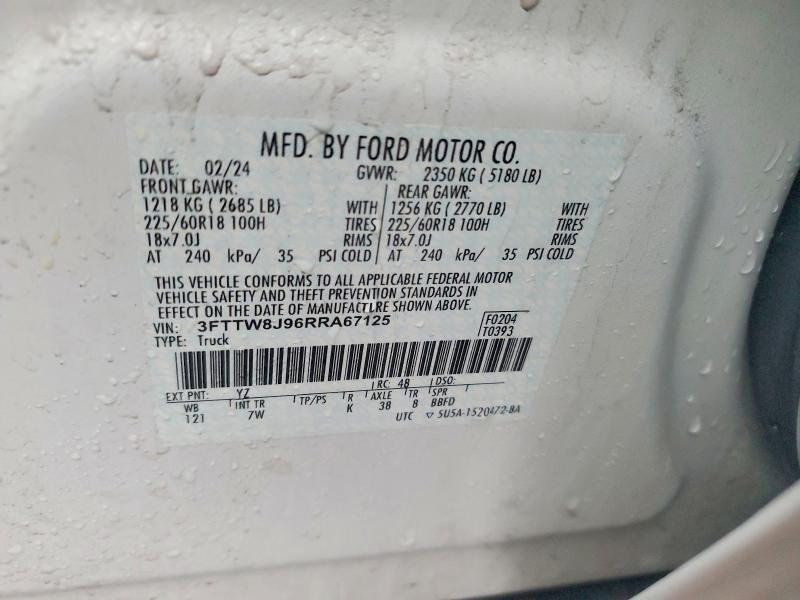 MFD. BY FORD MOTOR CO.
DATE: 02/24 GVWR: 2350 KG ( 5180 LB)
FRONT GAWR: REAR GAWR:
1218 KG ( 2685 LB) WITH 1256 KG ( 2770 LB) WITH
225/60R18 100H TIRES 225/60R18 100H TIRES
18x7.0J RIMS 18x7.0J RIMS
AT 240 kPa/ 35 PSI COLD AT 240 kPa/ 35 PSI COLD
THIS VEHICLE CONFORMS TO ALL APPLICABLE FEDERAL MOTOR
VEHICLE SAFETY AND THEFT PREVENTION STANDARDS IN
EFFECT ON THE DATE OF MANUFACTURE SHOWN ABOVE.
VIN: 3FTTW8J96RRA67125 F0204
TYPE: Truck T0393
EXT PNT: YZ RC: 48 DSO:
WB INT TR TP/PS R AXLE TR SPR
121 7W K 38 8 BBFD
UTC ▽ 5U5A-1520472-BA